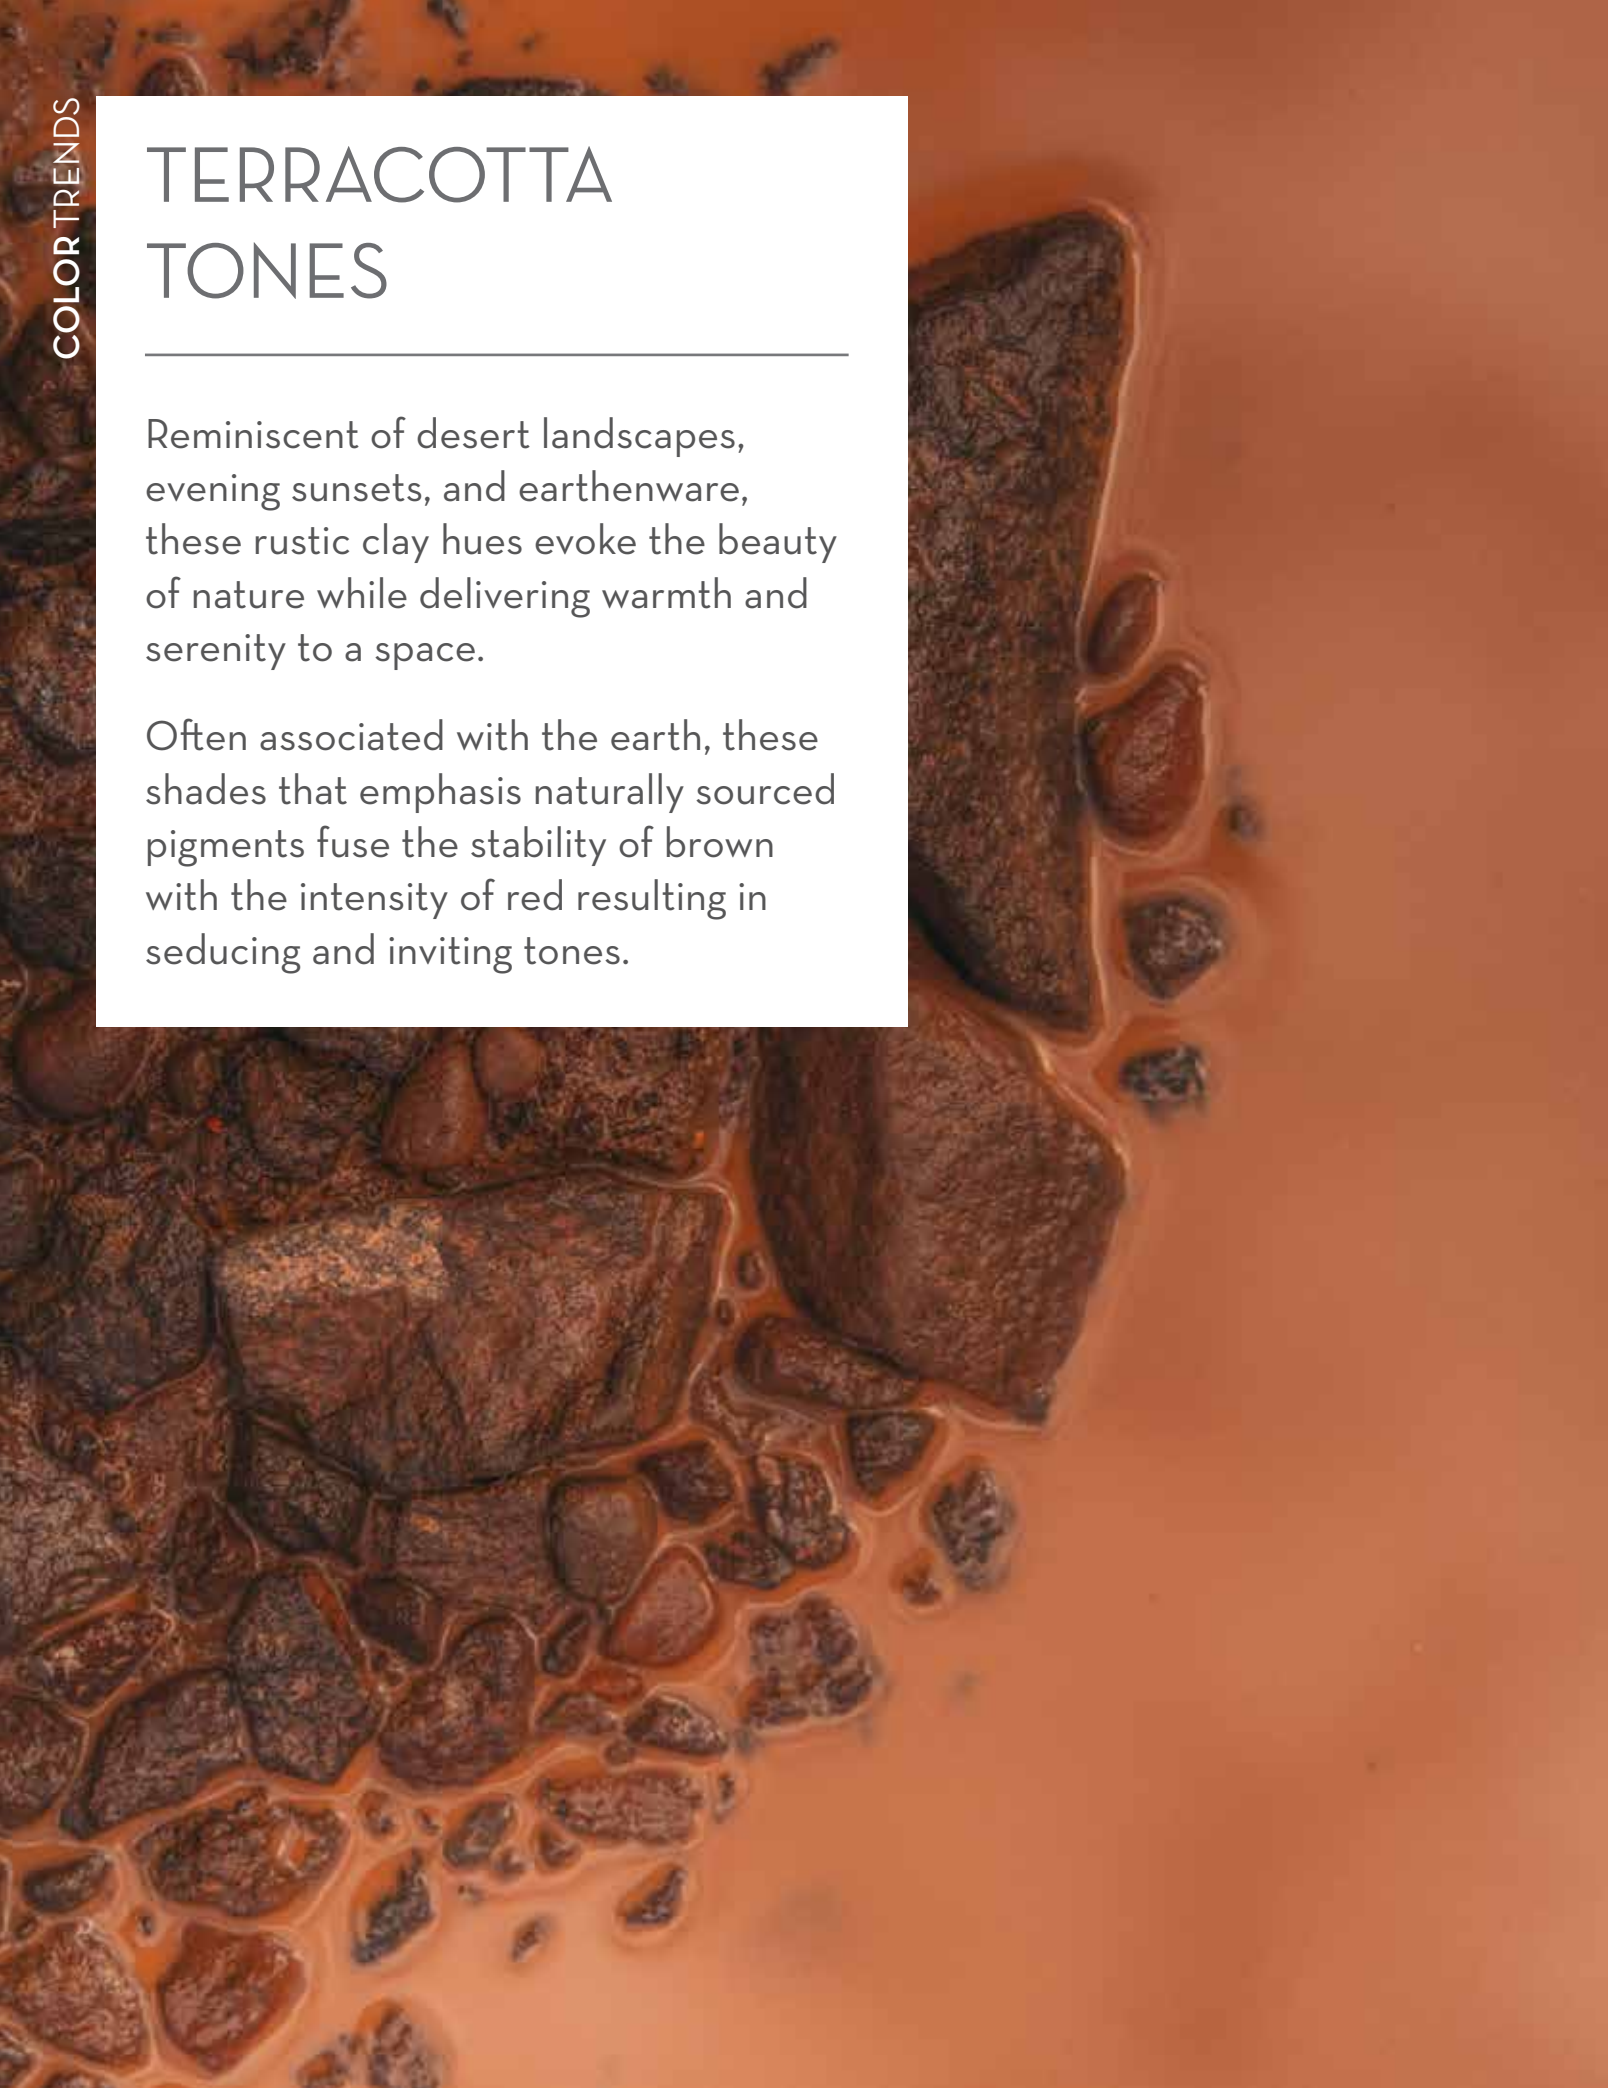 COLOR TRENDS
TERRACOTTA
TONES
Reminiscent of desert landscapes,
evening sunsets, and earthenware,
these rustic clay hues evoke the beauty
of nature while delivering warmth and
serenity to a space.
Often associated with the earth, these
shades that emphasis naturally sourced
pigments fuse the stability of brown
with the intensity of red resulting in
seducing and inviting tones.